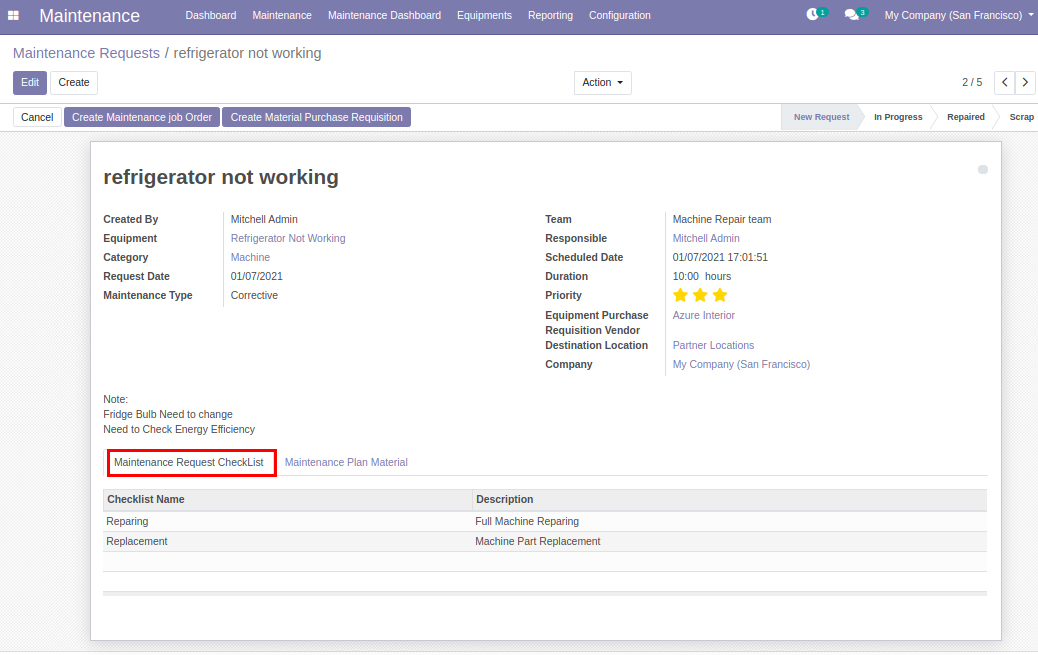 Maintenance Dashboard Maintenance Maintenance Dashboard Equipments Reporting Configuration 1 3 My Company (San Francisco)
Maintenance Requests / refrigerator not working
Edit Create Action 2 / 5
Cancel Create Maintenance job Order Create Material Purchase Requisition New Request In Progress Repaired Scrap
refrigerator not working
Created By Mitchell Admin
Equipment Refrigerator Not Working
Category Machine
Request Date 01/07/2021
Maintenance Type Corrective
Team Machine Repair team
Responsible Mitchell Admin
Scheduled Date 01/07/2021 17:01:51
Duration 10:00 hours
Priority
Equipment Purchase Azure Interior
Requisition Vendor
Destination Location Partner Locations
Company My Company (San Francisco)
Note:
Fridge Bulb Need to change
Need to Check Energy Efficiency
Maintenance Request CheckList Maintenance Plan Material
Checklist Name Description
Reparing Full Machine Reparing
Replacement Machine Part Replacement